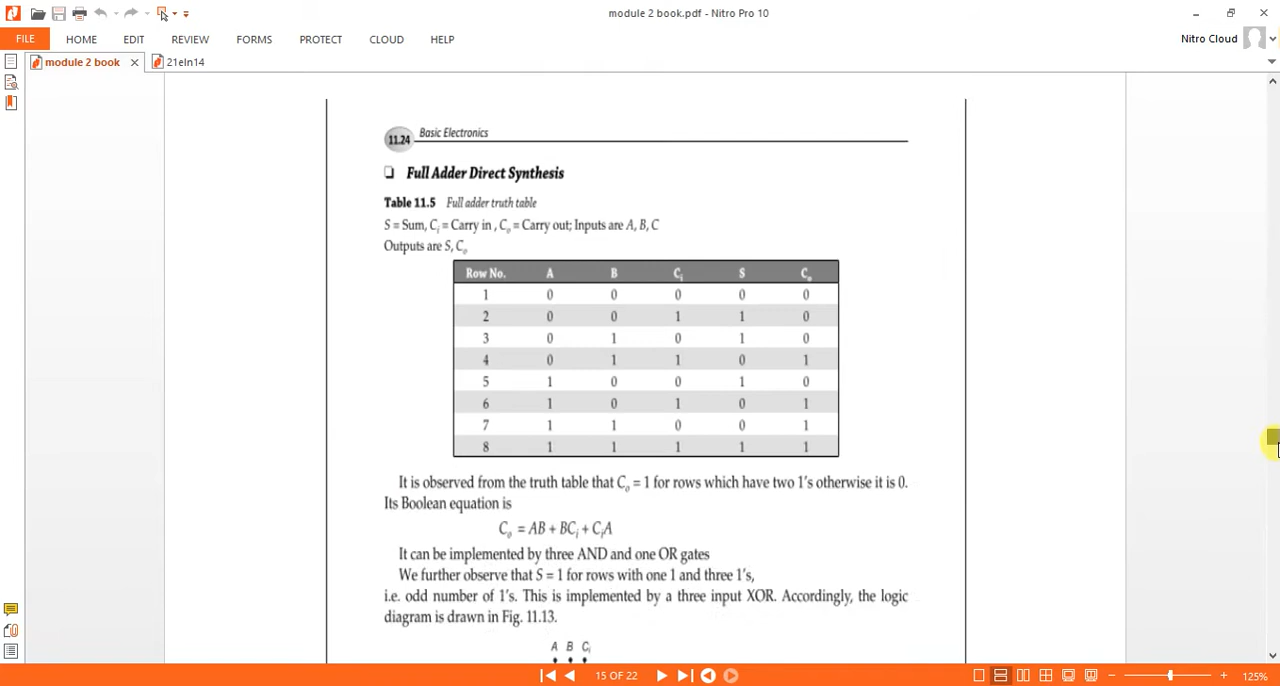 module 2 book.pdf - Nitro Pro 10
FILE HOME EDIT REVIEW FORMS PROTECT CLOUD HELP Nitro Cloud
module 2 book 21eln14
11.24 Basic Electronics
❑ Full Adder Direct Synthesis
Table 11.5 Full adder truth table
S = Sum, Ci = Carry in , Co = Carry out; Inputs are A, B, C
Outputs are S, Co
Row No. A B Ci S Co
1 0 0 0 0 0
2 0 0 1 1 0
3 0 1 0 1 0
4 0 1 1 0 1
5 1 0 0 1 0
6 1 0 1 0 1
7 1 1 0 0 1
8 1 1 1 1 1
It is observed from the truth table that Co = 1 for rows which have two 1's otherwise it is 0.
Its Boolean equation is
Co = AB + BCi + CiA
It can be implemented by three AND and one OR gates
We further observe that S = 1 for rows with one 1 and three 1's,
i.e. odd number of 1's. This is implemented by a three input XOR. Accordingly, the logic
diagram is drawn in Fig. 11.13.
A B Ci
15 OF 22 125%